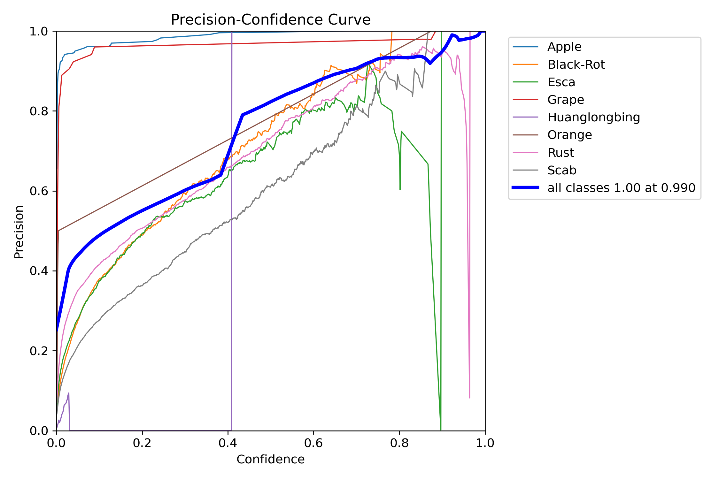 Precision-Confidence Curve
1.0
0.8
0.6
0.4
0.2
0.0
Precision
0.0 0.2 0.4 0.6 0.8 1.0
Confidence
Apple
Black-Rot
Esca
Grape
Huanglongbing
Orange
Rust
Scab
all classes 1.00 at 0.990